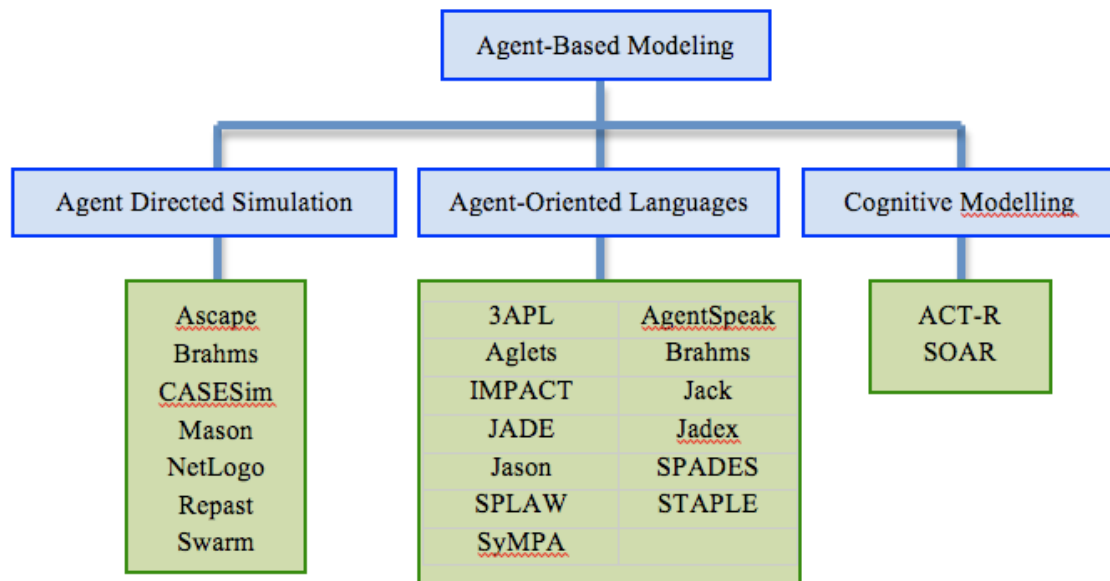 Agent-Based Modeling
Agent Directed Simulation
Agent-Oriented Languages
Cognitive Modelling
Ascape
Brahms
CASESim
Mason
NetLogo
Repast
Swarm
3APL AgentSpeak
Aglets Brahms
IMPACT Jack
JADE Jadex
Jason SPADES
SPLAW STAPLE
SyMPA
ACT-R
SOAR